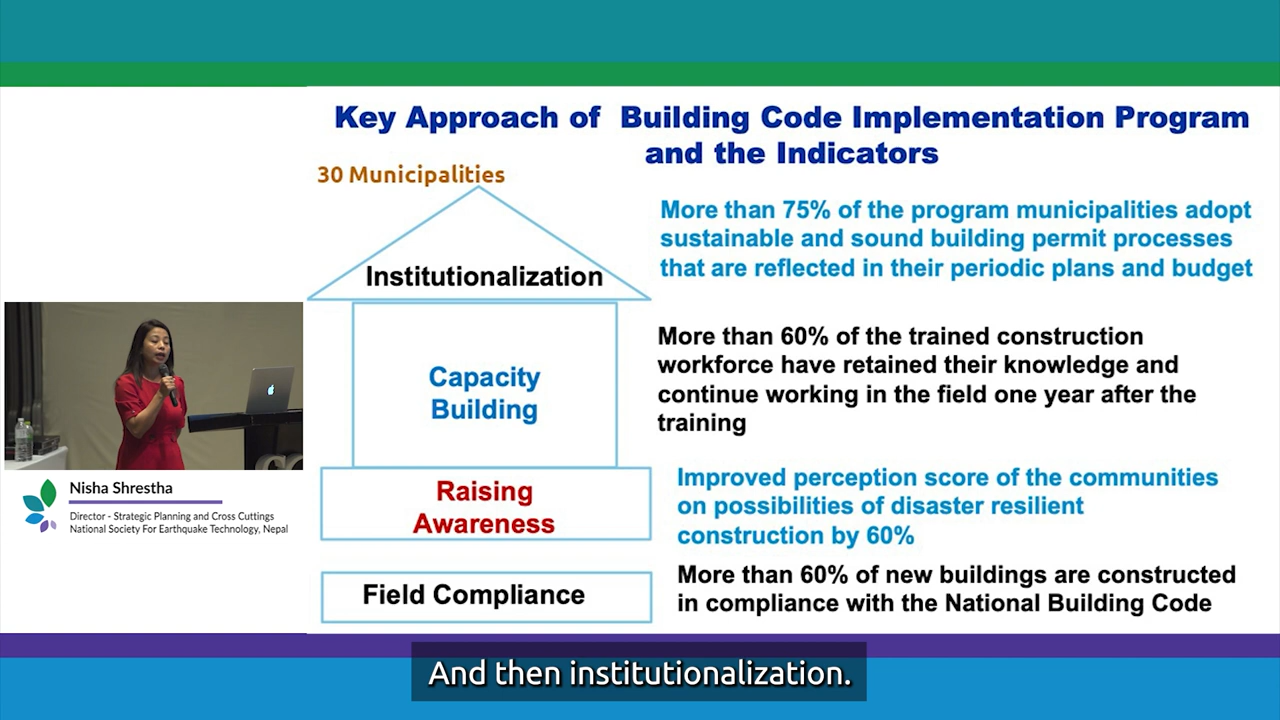 Key Approach of Building Code Implementation Program
and the Indicators
30 Municipalities
Institutionalization
More than 75% of the program municipalities adopt
sustainable and sound building permit processes
that are reflected in their periodic plans and budget
Capacity
Building
More than 60% of the trained construction
workforce have retained their knowledge and
continue working in the field one year after the
training
Raising
Awareness
Improved perception score of the communities
on possibilities of disaster resilient
construction by 60%
Field Compliance
More than 60% of new buildings are constructed
in compliance with the National Building Code
Nisha Shrestha
Director - Strategic Planning and Cross Cuttings
National Society For Earthquake Technology, Nepal
And then institutionalization.